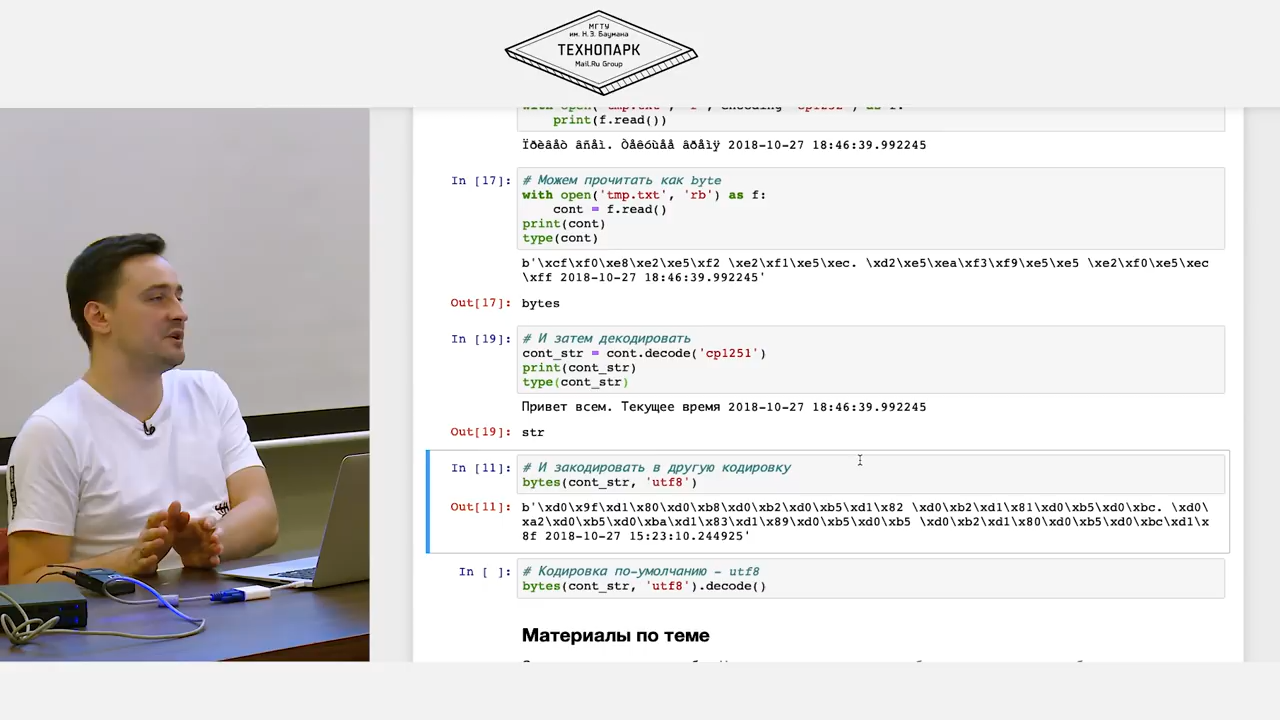 МГТУ
им. Н.Э. Баумана
ТЕХНОПАРК
Mail.Ru Group
with open('tmp.txt', 'r', encoding='cp1252') as f:
print(f.read())
Ïðèâåò âñåì. Òåêóùåå âðåìÿ 2018-10-27 18:46:39.992245
In [17]:
# Можем прочитать как byte
with open('tmp.txt', 'rb') as f:
cont = f.read()
print(cont)
type(cont)
b'\xcf\xf0\xe8\xe2\xe5\xf2 \xe2\xf1\xe5\xec. \xd2\xe5\xea\xf3\xf9\xe5\xe5 \xe2\xf0\xe5\xec
\xff 2018-10-27 18:46:39.992245'
Out[17]: bytes
In [19]:
# И затем декодировать
cont_str = cont.decode('cp1251')
print(cont_str)
type(cont_str)
Привет всем. Текущее время 2018-10-27 18:46:39.992245
Out[19]: str
In [11]:
# И закодировать в другую кодировку
bytes(cont_str, 'utf8')
Out[11]: b'\xd0\x9f\xd1\x80\xd0\xb8\xd0\xb2\xd0\xb5\xd1\x82 \xd0\xb2\xd1\x81\xd0\xb5\xd0\xbc. \xd0\
xa2\xd0\xb5\xd0\xba\xd1\x83\xd1\x89\xd0\xb5\xd0\xb5 \xd0\xb2\xd1\x80\xd0\xb5\xd0\xbc\xd1\x
8f 2018-10-27 15:23:10.244925'
In [ ]:
# Кодировка по-умолчанию - utf8
bytes(cont_str, 'utf8').decode()
Материалы по теме